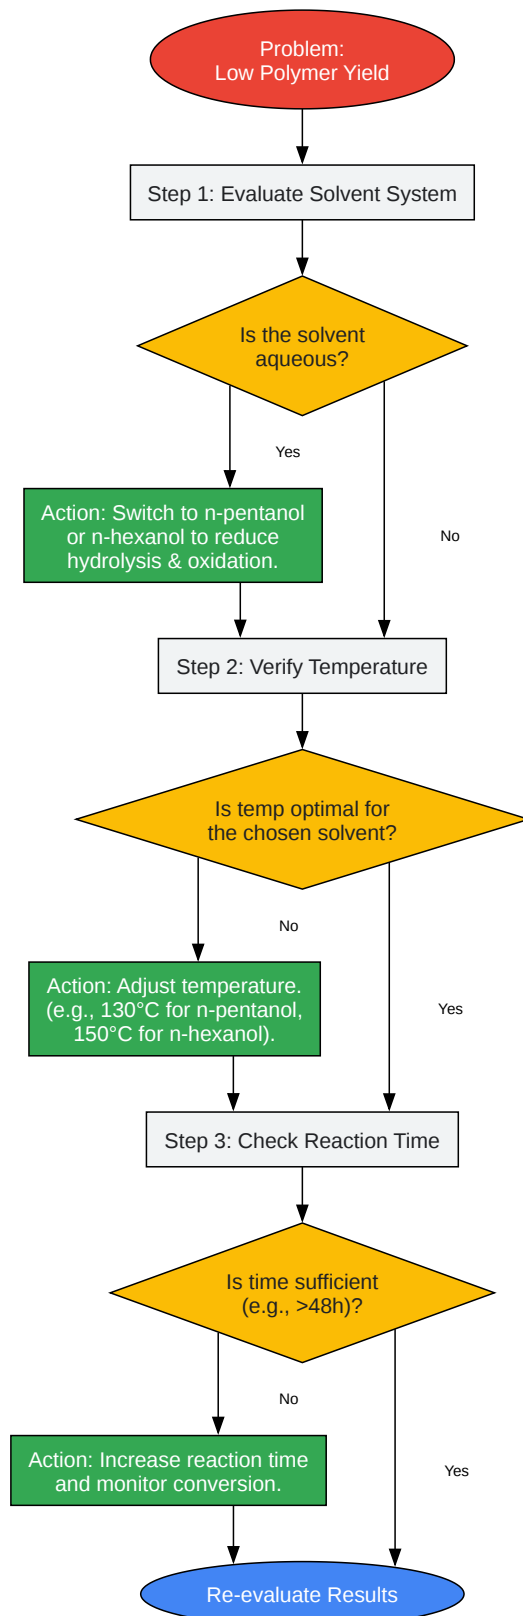 Problem:
Low Polymer Yield
Step 1: Evaluate Solvent System
Is the solvent
aqueous?
Yes
Action: Switch to n-pentanol
or n-hexanol to reduce
hydrolysis & oxidation.
No
Step 2: Verify Temperature
Is temp optimal for
the chosen solvent?
No
Action: Adjust temperature.
(e.g., 130°C for n-pentanol,
150°C for n-hexanol).
Yes
Step 3: Check Reaction Time
Is time sufficient
(e.g., >48h)?
No
Action: Increase reaction time
and monitor conversion.
Yes
Re-evaluate Results